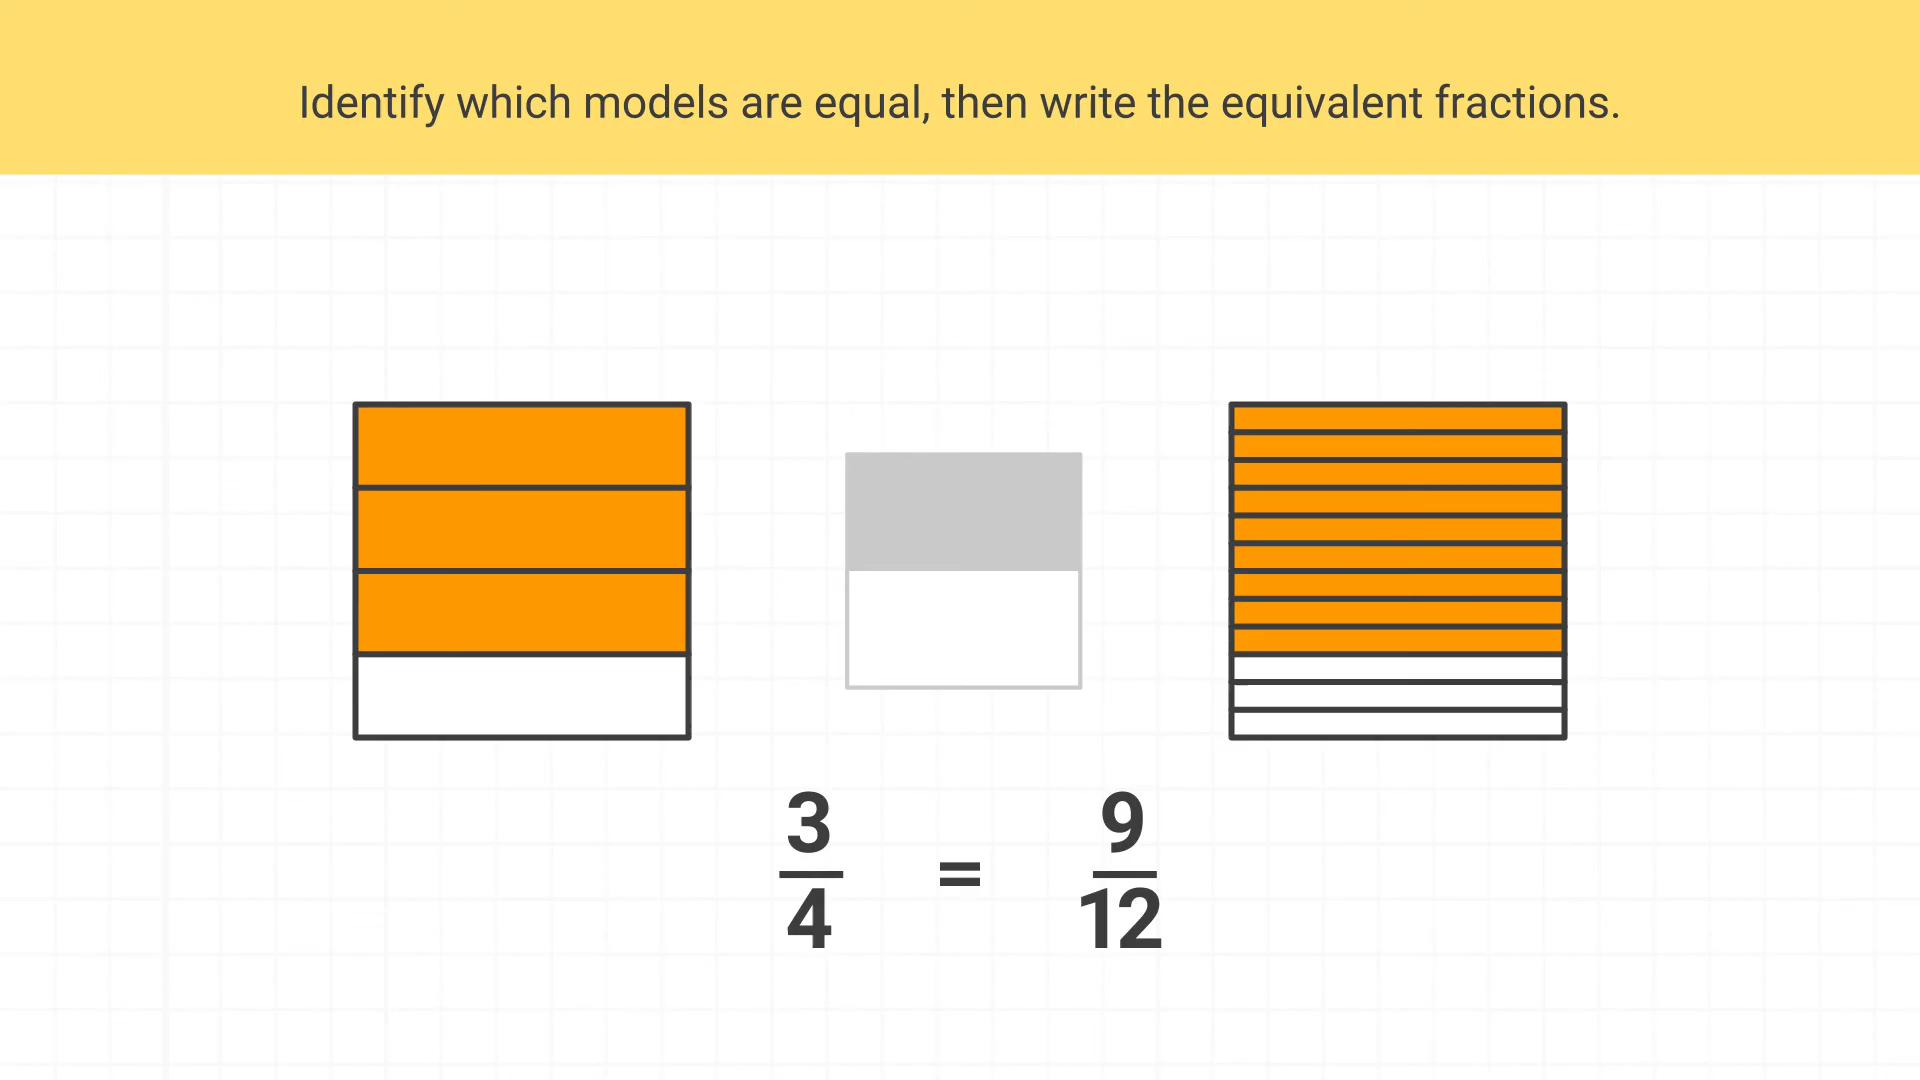 Identify which models are equal, then write the equivalent fractions.
3/4 = 9/12